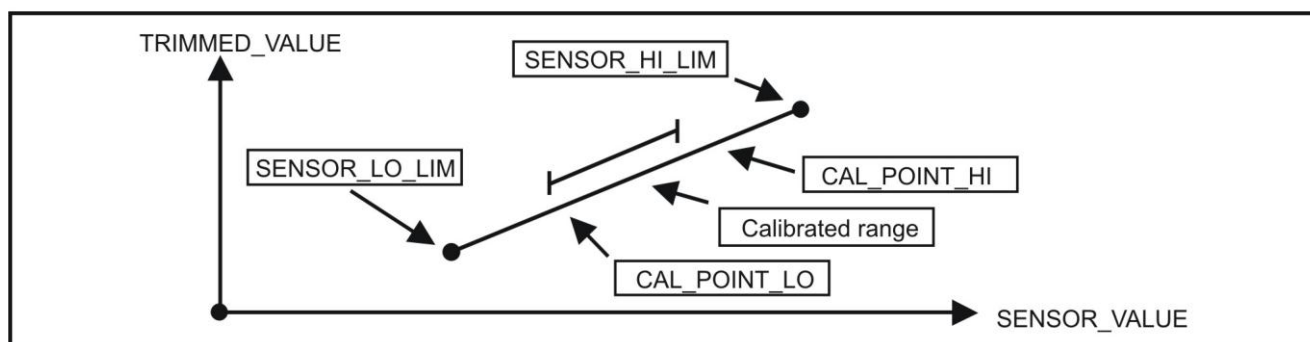 TRIMMED_VALUE
SENSOR_HI_LIM
SENSOR_LO_LIM
CAL_POINT_HI
Calibrated range
CAL_POINT_LO
SENSOR_VALUE